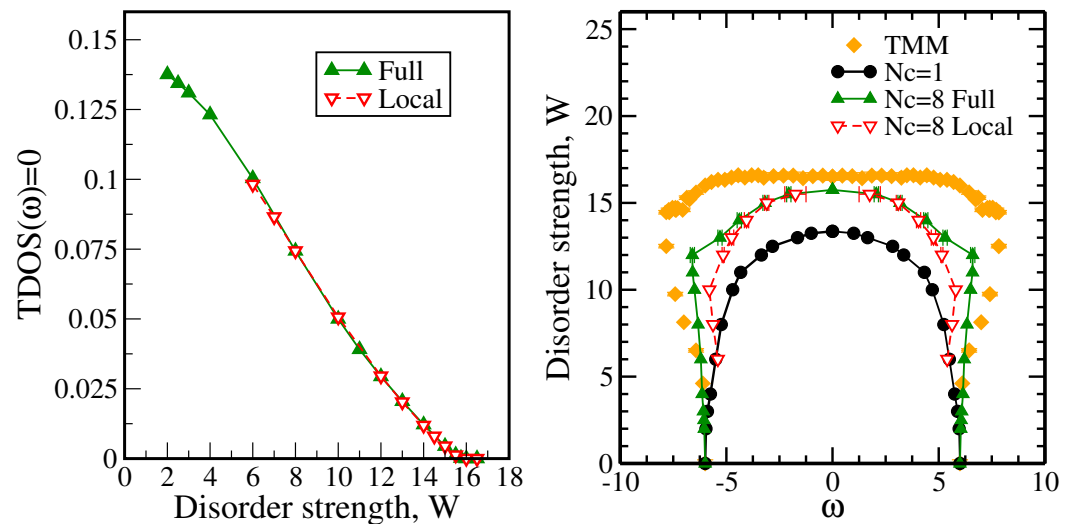 0.15
0.125
0.1
0.075
0.05
0.025
0
TDOS(ω)=0
Full
Local
0 2 4 6 8 10 12 14 16 18
Disorder strength, W
25
20
15
10
5
0
Disorder strength, W
TMM
Nc=1
Nc=8 Full
Nc=8 Local
-10 -5 0 5 10
ω